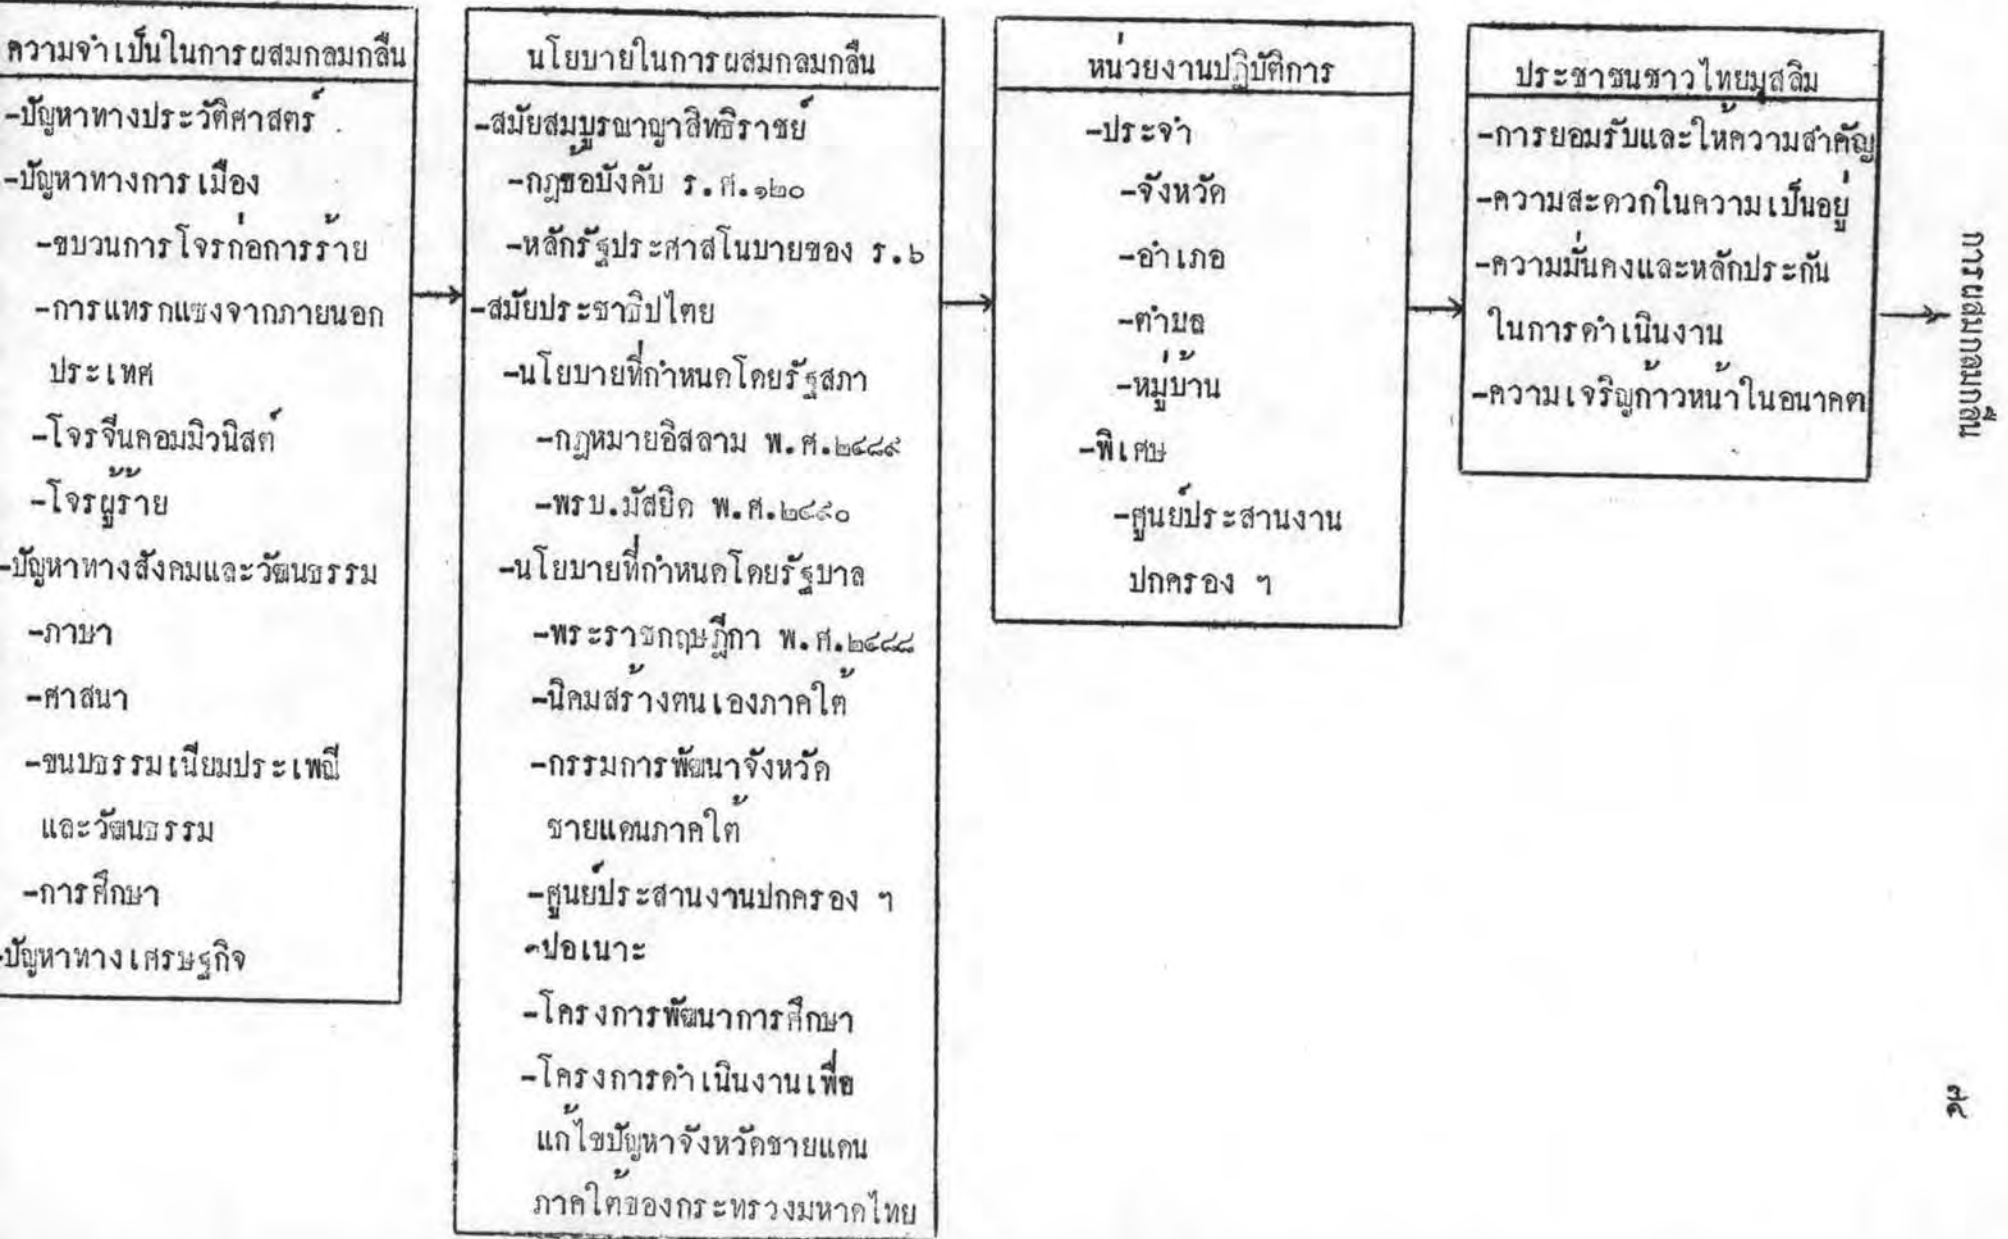 ความจำเป็นในการผสมกลมกลืน
-ปัญหาทางประวัติศาสตร์
-ปัญหาทางการเมือง
-ขบวนการโจรก่อการร้าย
-การแทรกแซงจากภายนอก
ประเทศ
-โจรจีนคอมมิวนิสต์
-โจรผู้ร้าย
-ปัญหาทางสังคมและวัฒนธรรม
-ภาษา
-ศาสนา
-ขนบธรรมเนียมประเพณี
และวัฒนธรรม
-การศึกษา
-ปัญหาทางเศรษฐกิจ
นโยบายในการผสมกลมกลืน
-สมัยสมบูรณาญาสิทธิราชย์
-กฎข้อบังคับ ร.ศ.๑๒๐
-หลักรัฐประศาสโนบายของ ร.๖
-สมัยประชาธิปไตย
-นโยบายที่กำหนดโดยรัฐสภา
-กฎหมายอิสลาม พ.ศ.๒๔๘๙
-พรบ.มัสยิด พ.ศ.๒๔๙๐
-นโยบายที่กำหนดโดยรัฐบาล
-พระราชกฤษฎีกา พ.ศ.๒๔๘๘
-นิคมสร้างตนเองภาคใต้
-กรรมการพัฒนาจังหวัด
ชายแดนภาคใต้
-ศูนย์ประสานงานปกครอง ฯ
-ปอเนาะ
-โครงการพัฒนาการศึกษา
-โครงการดำเนินงานเพื่อ
แก้ไขปัญหาจังหวัดชายแดน
ภาคใต้ของกระทรวงมหาดไทย
หน่วยงานปฏิบัติการ
-ประจำ
-จังหวัด
-อำเภอ
-ตำบล
-หมู่บ้าน
-พิเศษ
-ศูนย์ประสานงาน
ปกครอง ฯ
ประชาชนชาวไทยมุสลิม
-การยอมรับและให้ความสำคัญ
-ความสะดวกในความเป็นอยู่
-ความมั่นคงและหลักประกัน
ในการดำเนินงาน
-ความเจริญก้าวหน้าในอนาคต
การผสมกลมกลืน